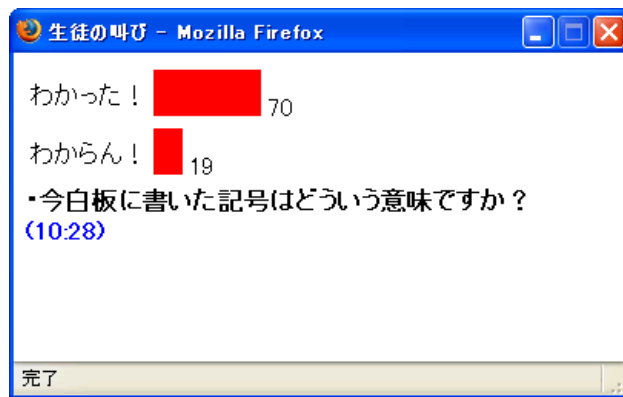 生徒の叫び - Mozilla Firefox
わかった！ 70
わからん！ 19
・今白板に書いた記号はどういう意味ですか？
(10:28)
完了